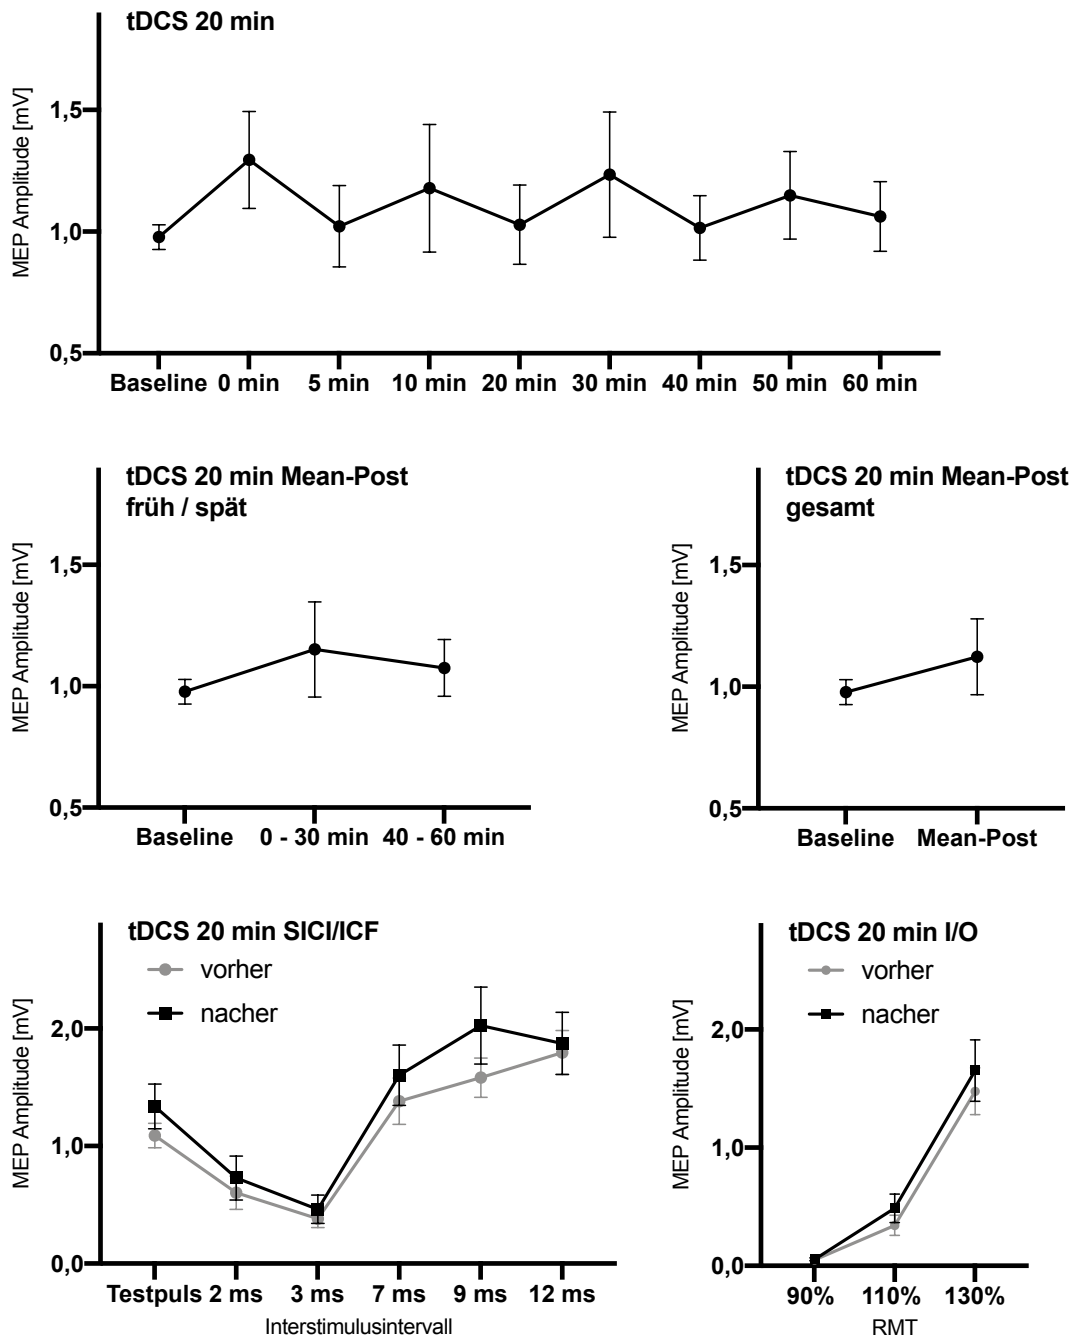 tDCS 20 min
MEP Amplitude [mV]
1,5
1,0
0,5
Baseline 0 min 5 min 10 min 20 min 30 min 40 min 50 min 60 min
tDCS 20 min Mean-Post
früh / spät
MEP Amplitude [mV]
1,5
1,0
0,5
Baseline 0 - 30 min 40 - 60 min
tDCS 20 min Mean-Post
gesamt
MEP Amplitude [mV]
1,5
1,0
0,5
Baseline Mean-Post
tDCS 20 min SICI/ICF
vorher
nacher
MEP Amplitude [mV]
2,0
1,0
0,0
Testpuls 2 ms 3 ms 7 ms 9 ms 12 ms
Interstimulusintervall
tDCS 20 min I/O
vorher
nacher
MEP Amplitude [mV]
2,0
1,0
0,0
90% 110% 130%
RMT